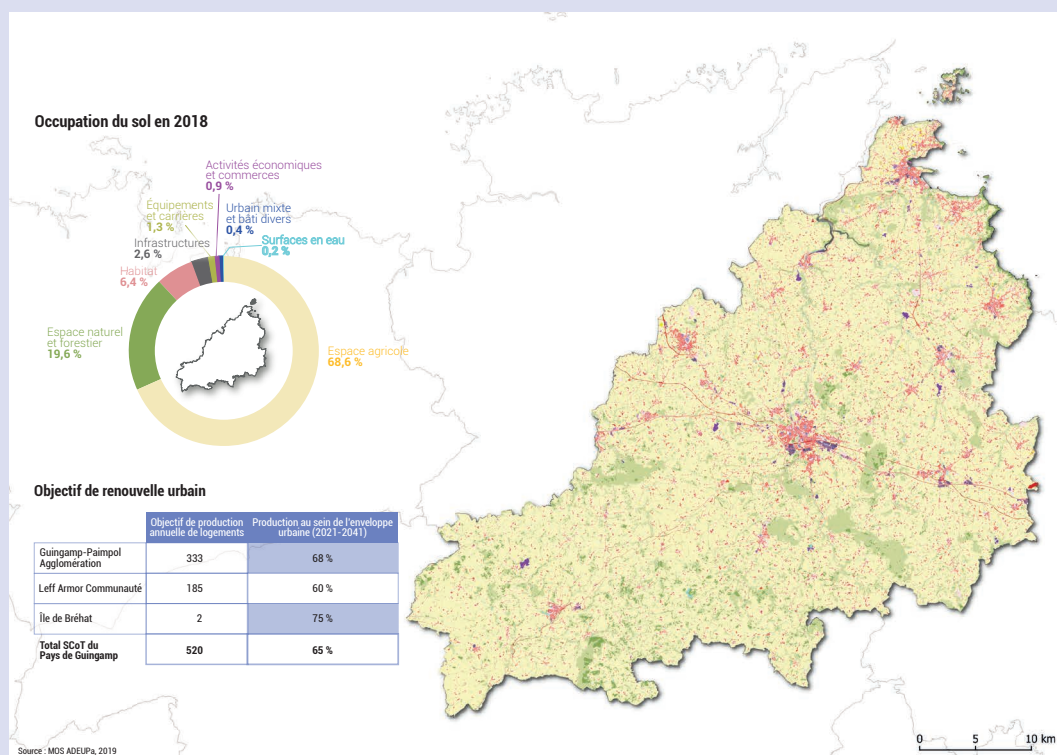 Occupation du sol en 2018
Activités économiques
et commerces
0,9 %
Équipements
et carrières
1,3 %
Urbain mixte
et bâti divers
0,4 %
Infrastructures
2,6 %
Surfaces en eau
0,2 %
Habitat
6,4 %
Espace naturel
et forestier
19,6 %
Espace agricole
68,6 %
Objectif de renouvelle urbain
Objectif de production
annuelle de logements
Production au sein de l'enveloppe
urbaine (2021-2041)
Guingamp-Paimpol
Agglomération
333
68 %
Leff Armor Communauté
185
60 %
Île de Bréhat
2
75 %
Total SCoT du
Pays de Guingamp
520
65 %
Source : MOS ADEUPa, 2019
0 5 10 km